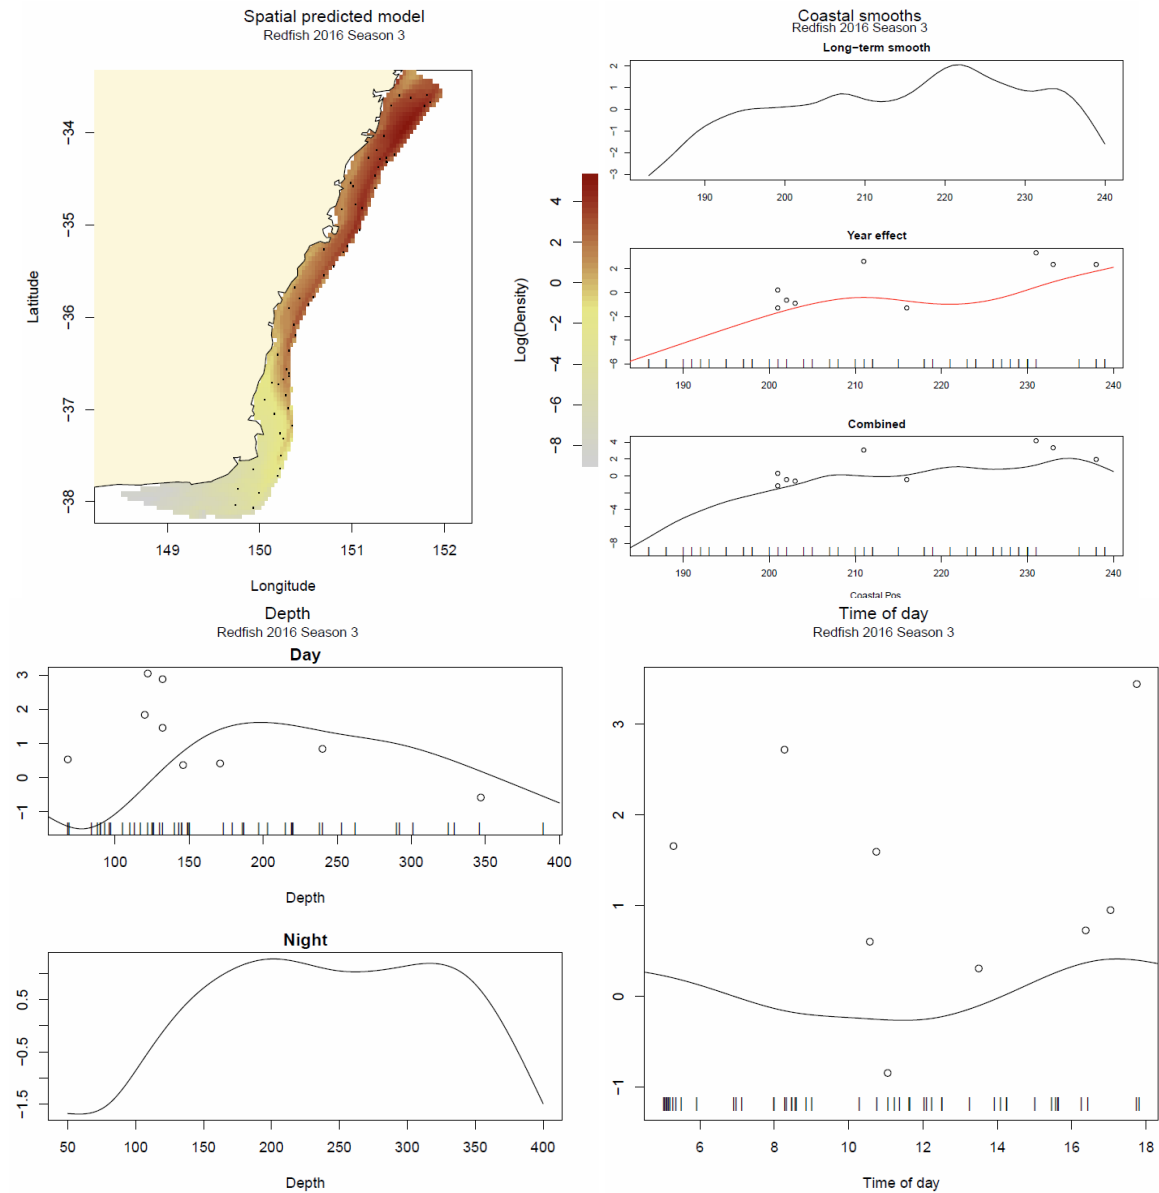 Spatial predicted model
Redfish 2016 Season 3
Latitude
−34
−35
−36
−37
−38
149 150 151 152
Longitude
Log(Density)
4
2
0
−2
−4
−6
−8
Coastal smooths
Redfish 2016 Season 3
Long−term smooth
2
1
0
−1
−2
−3
190 200 210 220 230 240
Year effect
2
0
−2
−4
−6
190 200 210 220 230 240
Combined
4
2
0
−4
−8
190 200 210 220 230 240
Coastal Pos
Depth
Redfish 2016 Season 3
Day
3
2
1
0
−1
100 150 200 250 300 350 400
Depth
Night
0.5
−0.5
−1.5
50 100 150 200 250 300 350 400
Depth
Time of day
Redfish 2016 Season 3
3
2
1
0
−1
6 8 10 12 14 16 18
Time of day